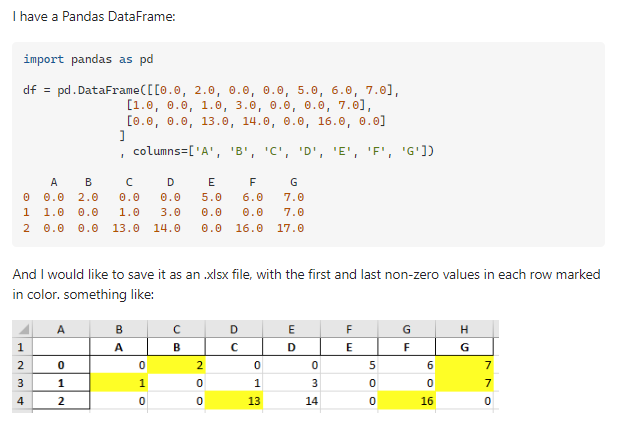 I have a Pandas DataFrame:
import pandas as pd
df = pd.DataFrame([[0.0, 2.0, 0.0, 0.0, 5.0, 6.0, 7.0],
[1.0, 0.0, 1.0, 3.0, 0.0, 0.0, 7.0],
[0.0, 0.0, 13.0, 14.0, 0.0, 16.0, 0.0]
]
, columns=['A', 'B', 'C', 'D', 'E', 'F', 'G'])
A B C D E F G
0 0.0 2.0 0.0 0.0 5.0 6.0 7.0
1 1.0 0.0 1.0 3.0 0.0 0.0 7.0
2 0.0 0.0 13.0 14.0 0.0 16.0 17.0
And I would like to save it as an .xlsx file, with the first and last non-zero values in each row marked
in color. something like:
A B C D E F G H
1 A B C D E F G
2 0 0 2 0 0 5 6 7
3 1 1 0 1 3 0 0 7
4 2 0 0 13 14 0 16 0